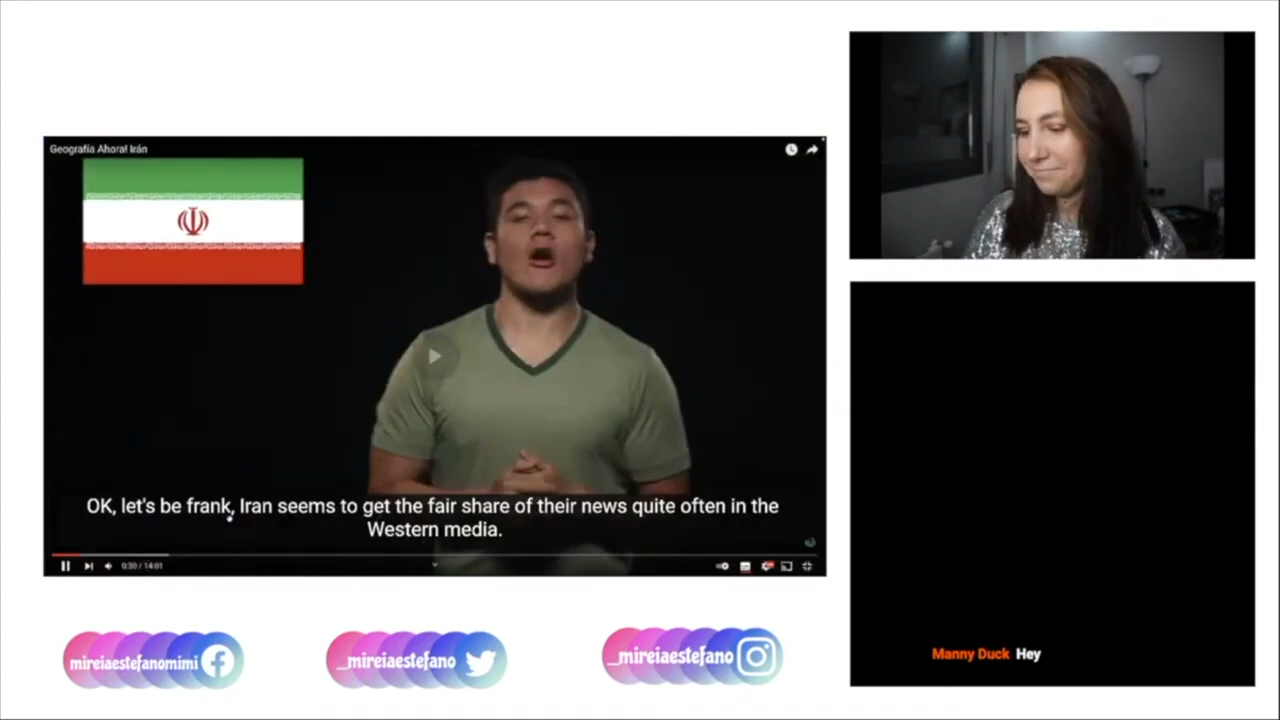 Geografía Ahora! Irán
OK, let's be frank, Iran seems to get the fair share of their news quite often in the
Western media.
0:30 / 14:01
mireiaestefanomimi
_mireiaestefano
_mireiaestefano
Manny Duck Hey